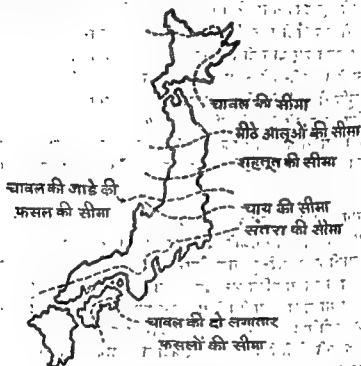 चावल की सीमा
मीठे आलूओं की सीमा
शहतूत की सीमा
चावल की जाडे की
फसल की सीमा
चाय की सीमा
संतरा की सीमा
चावल की दो लगातार
फसलों की सीमा